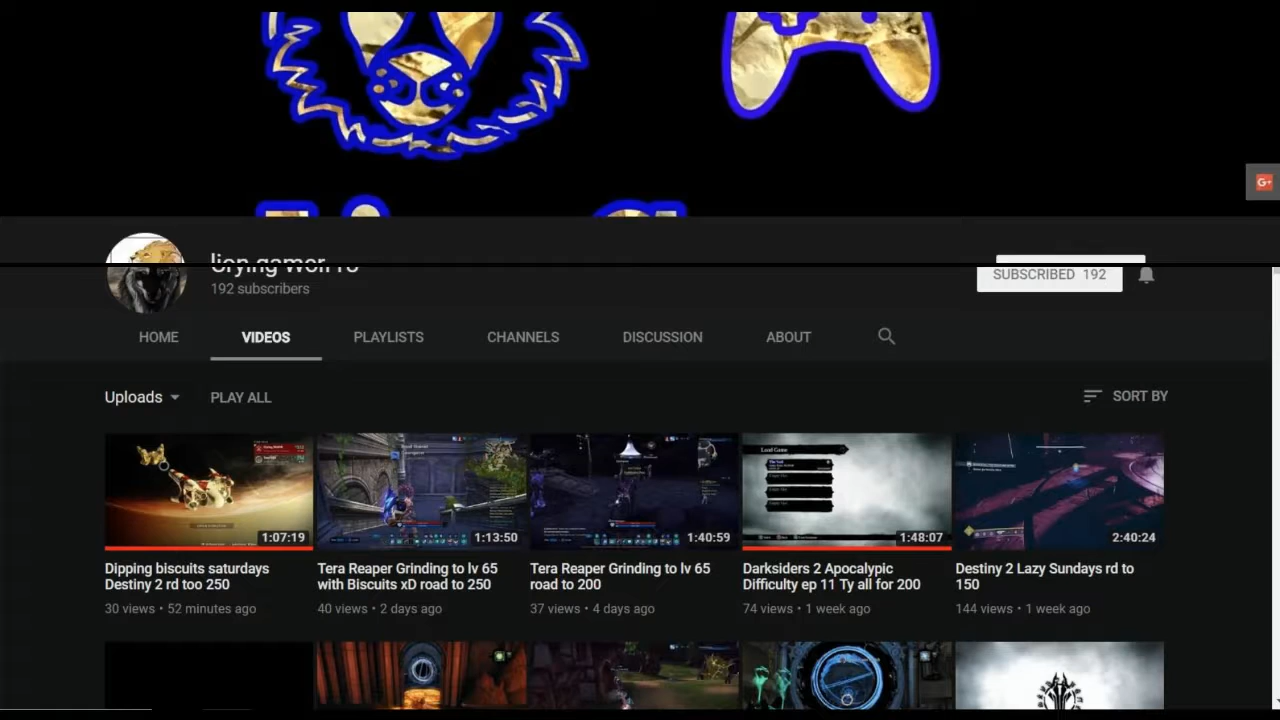 G+
192 subscribers
SUBSCRIBED 192
HOME
VIDEOS
PLAYLISTS
CHANNELS
DISCUSSION
ABOUT
Uploads
PLAY ALL
SORT BY
Load Game
1:07:19
1:13:50
1:40:59
1:48:07
2:40:24
Dipping biscuits saturdays
Destiny 2 rd too 250
30 views • 52 minutes ago
Tera Reaper Grinding to lv 65
with Biscuits xD road to 250
40 views • 2 days ago
Tera Reaper Grinding to lv 65
road to 200
37 views • 4 days ago
Darksiders 2 Apocalypic
Difficulty ep 11 Ty all for 200
74 views • 1 week ago
Destiny 2 Lazy Sundays rd to
150
144 views • 1 week ago